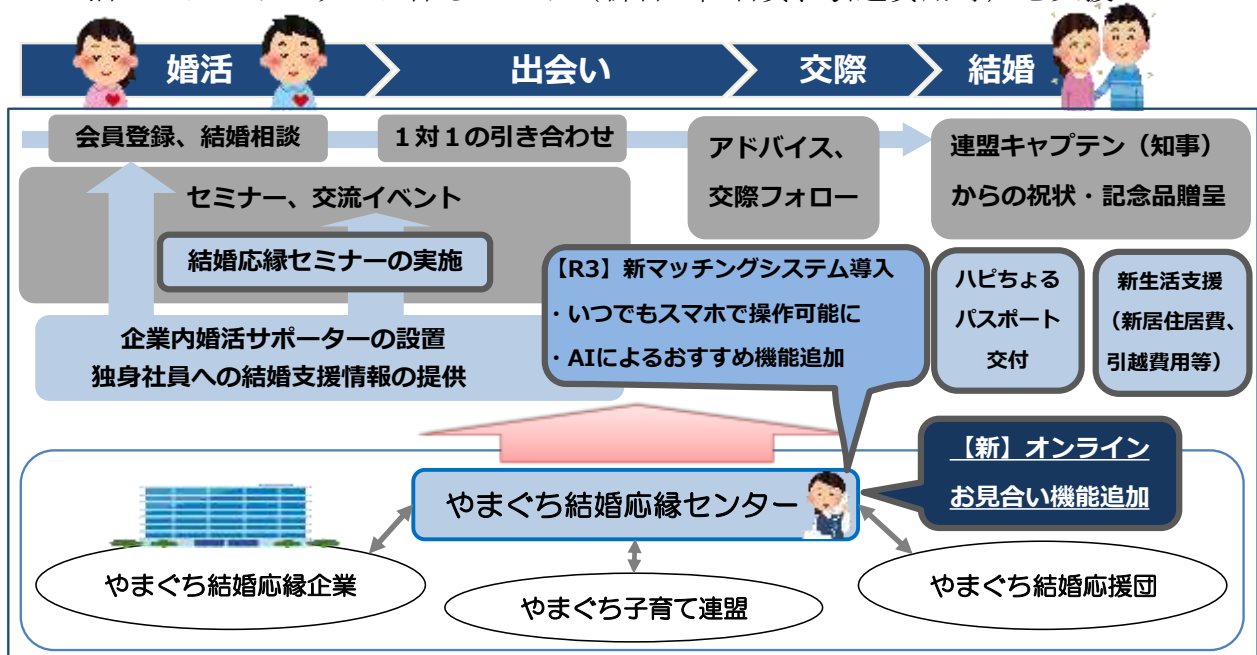 婚活
出会い
交際
結婚
会員登録、結婚相談
１対１の引き合わせ
アドバイス、
交際フォロー
連盟キャプテン（知事）
からの祝状・記念品贈呈
セミナー、交流イベント
結婚応縁セミナーの実施
企業内婚活サポーターの設置
独身社員への結婚支援情報の提供
【R3】新マッチングシステム導入
・いつでもスマホで操作可能に
・AIによるおすすめ機能追加
ハピちょる
パスポート
交付
新生活支援
（新居住居費、
引越費用等）
【新】オンライン
お見合い機能追加
やまぐち結婚応縁センター
やまぐち結婚応縁企業
やまぐち子育て連盟
やまぐち結婚応援団